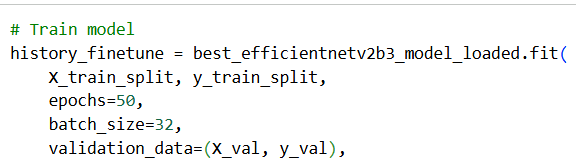 # Train model
history_finetune = best_efficientnetv2b3_model_loaded.fit(
    X_train_split, y_train_split,
    epochs=50,
    batch_size=32,
    validation_data=(X_val, y_val),